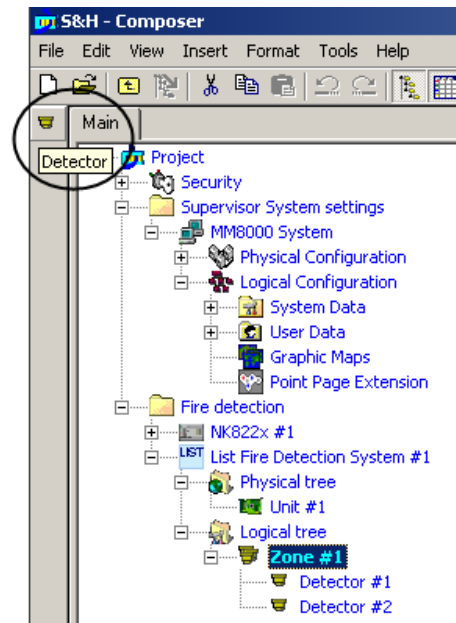 S&H - Composer
File Edit View Insert Format Tools Help
Main
Detector
Project
Security
Supervisor System settings
MM8000 System
Physical Configuration
Logical Configuration
System Data
User Data
Graphic Maps
Point Page Extension
Fire detection
NK822x #1
LIST List Fire Detection System #1
Physical tree
Unit #1
Logical tree
Zone #1
Detector #1
Detector #2